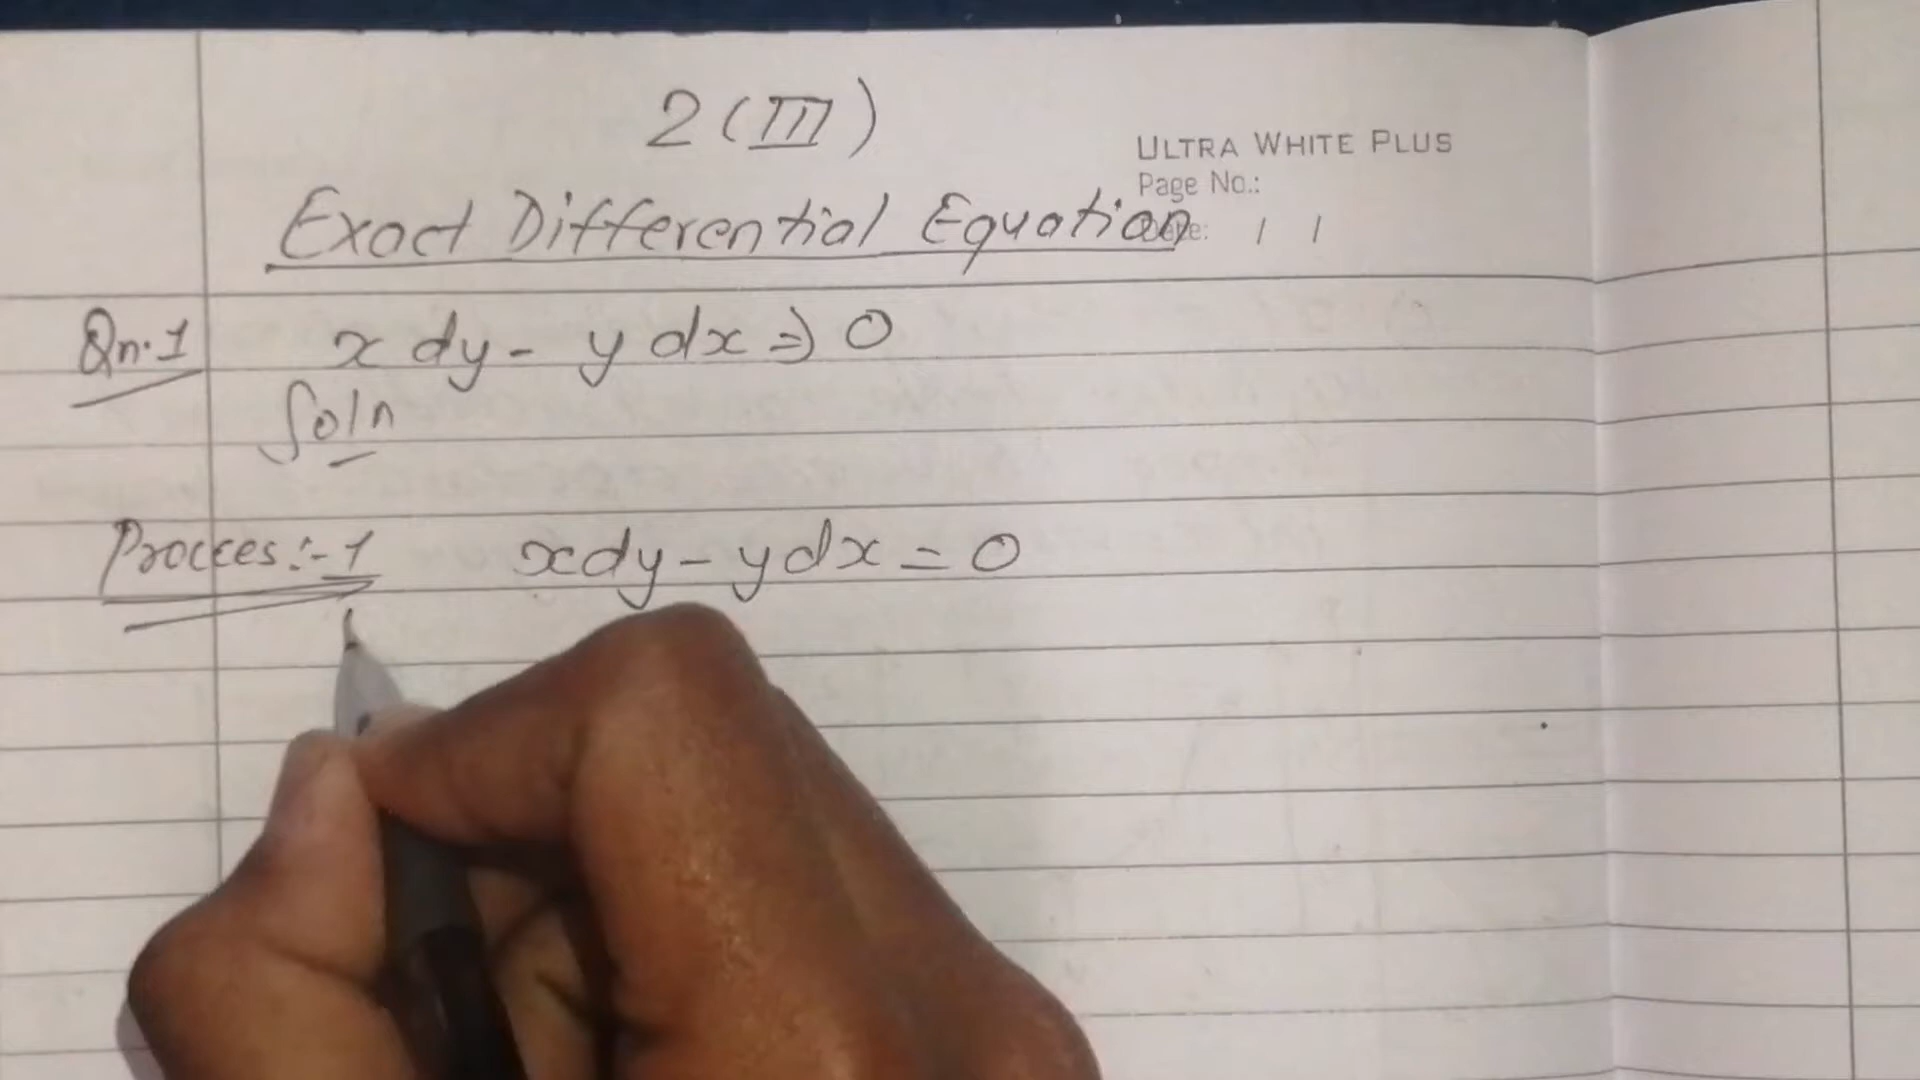 2 (III)
ULTRA WHITE PLUS
Page No.:
Exact Differential Equation
/ /
Qn.1 x dy - y dx => 0
Soln
Procces:-1 xdy - ydx = 0